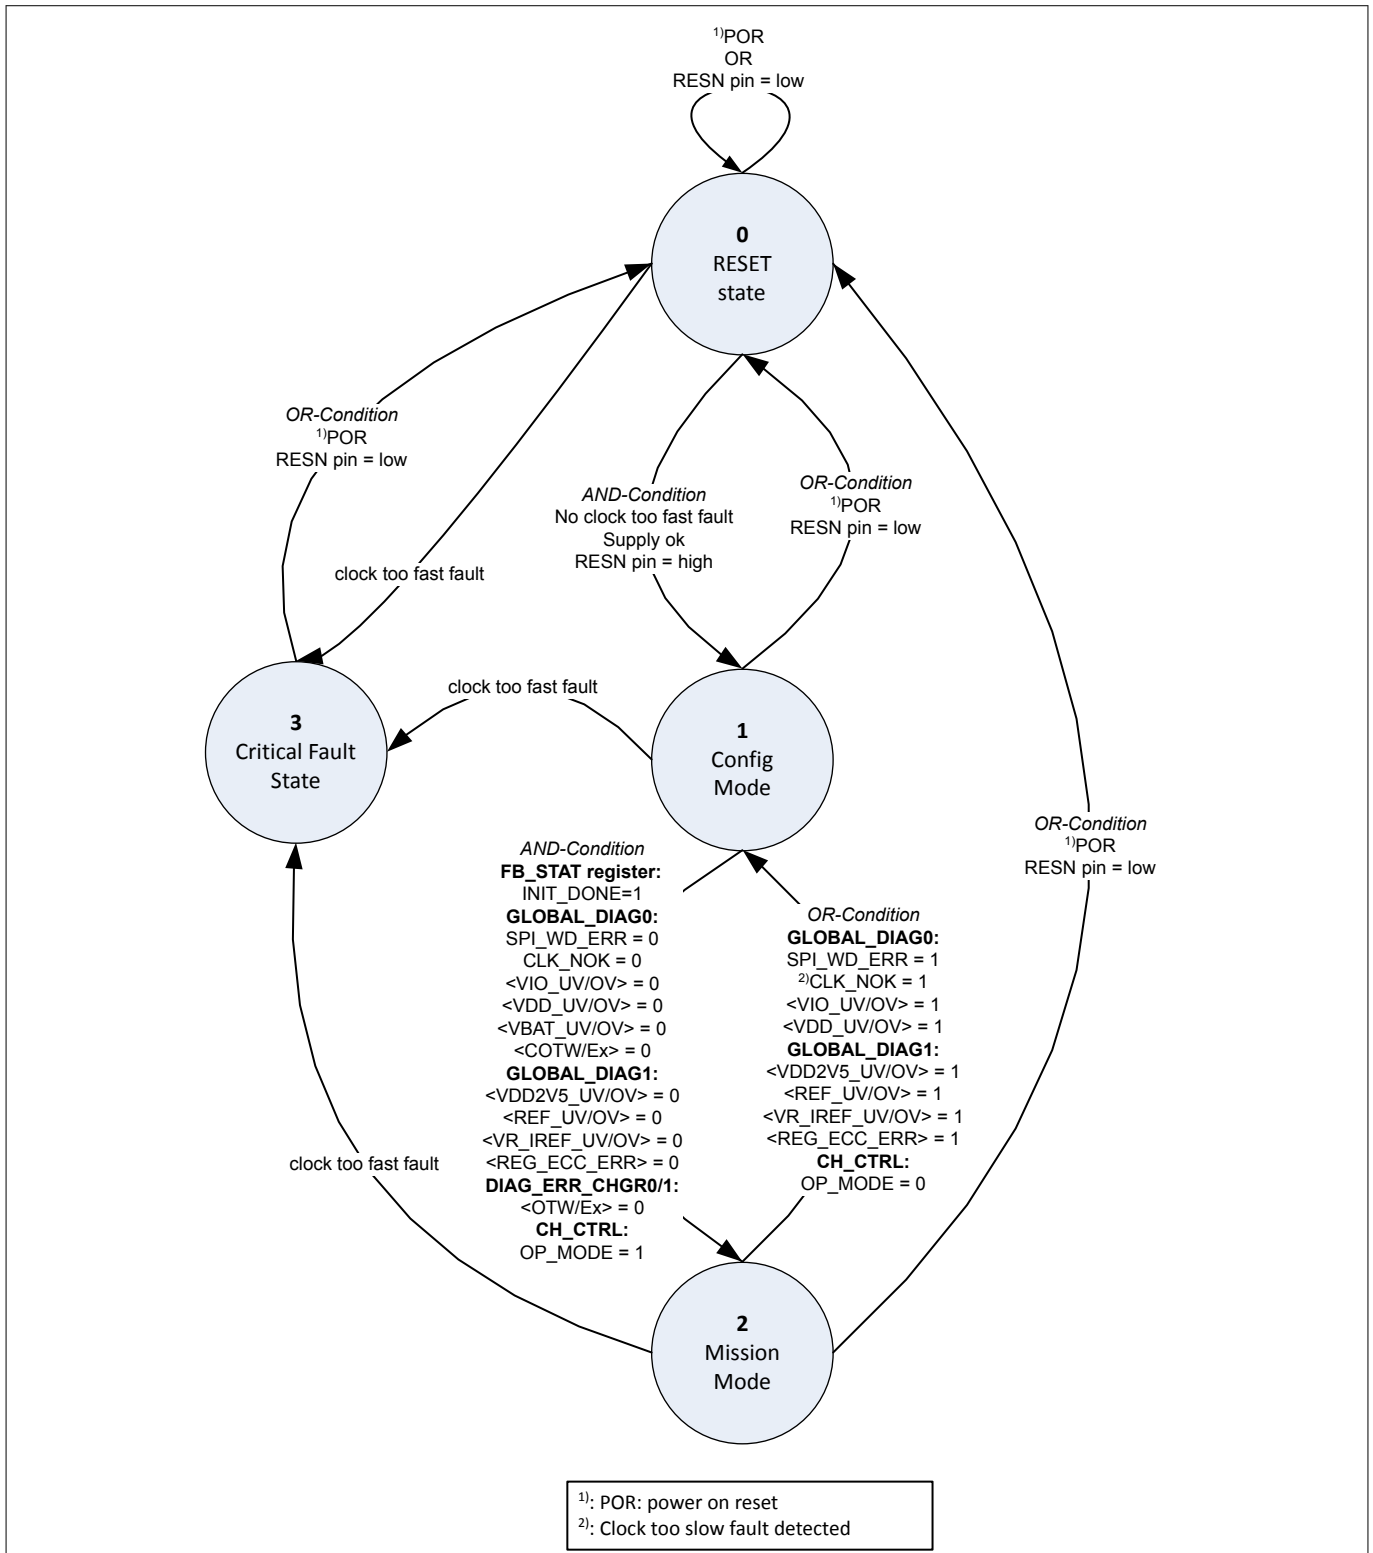 1)POR
OR
RESN pin = low
0
RESET
state
OR-Condition
1)POR
RESN pin = low
AND-Condition
No clock too fast fault
Supply ok
RESN pin = high
OR-Condition
1)POR
RESN pin = low
clock too fast fault
clock too fast fault
3
Critical Fault
State
1
Config
Mode
OR-Condition
1)POR
RESN pin = low
AND-Condition
FB_STAT register:
INIT_DONE=1
GLOBAL_DIAG0:
SPI_WD_ERR = 0
CLK_NOK = 0
<VIO_UV/OV> = 0
<VDD_UV/OV> = 0
<VBAT_UV/OV> = 0
<COTW/Ex> = 0
GLOBAL_DIAG1:
<VDD2V5_UV/OV> = 0
<REF_UV/OV> = 0
<VR_IREF_UV/OV> = 0
<REG_ECC_ERR> = 0
DIAG_ERR_CHGR0/1:
<OTW/Ex> = 0
CH_CTRL:
OP_MODE = 1
OR-Condition
GLOBAL_DIAG0:
SPI_WD_ERR = 1
2)CLK_NOK = 1
<VIO_UV/OV> = 1
<VDD_UV/OV> = 1
GLOBAL_DIAG1:
<VDD2V5_UV/OV> = 1
<REF_UV/OV> = 1
<VR_IREF_UV/OV> = 1
<REG_ECC_ERR> = 1
CH_CTRL:
OP_MODE = 0
clock too fast fault
2
Mission
Mode
1): POR: power on reset
2): Clock too slow fault detected